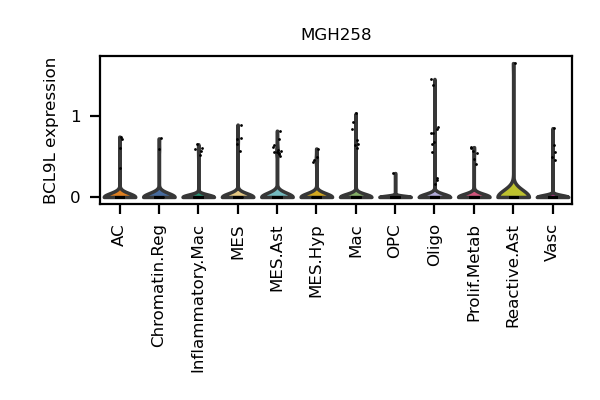 MGH258
BCL9L expression
1
0
AC
Chromatin.Reg
Inflammatory.Mac
MES
MES.Ast
MES.Hyp
Mac
OPC
Oligo
Prolif.Metab
Reactive.Ast
Vasc